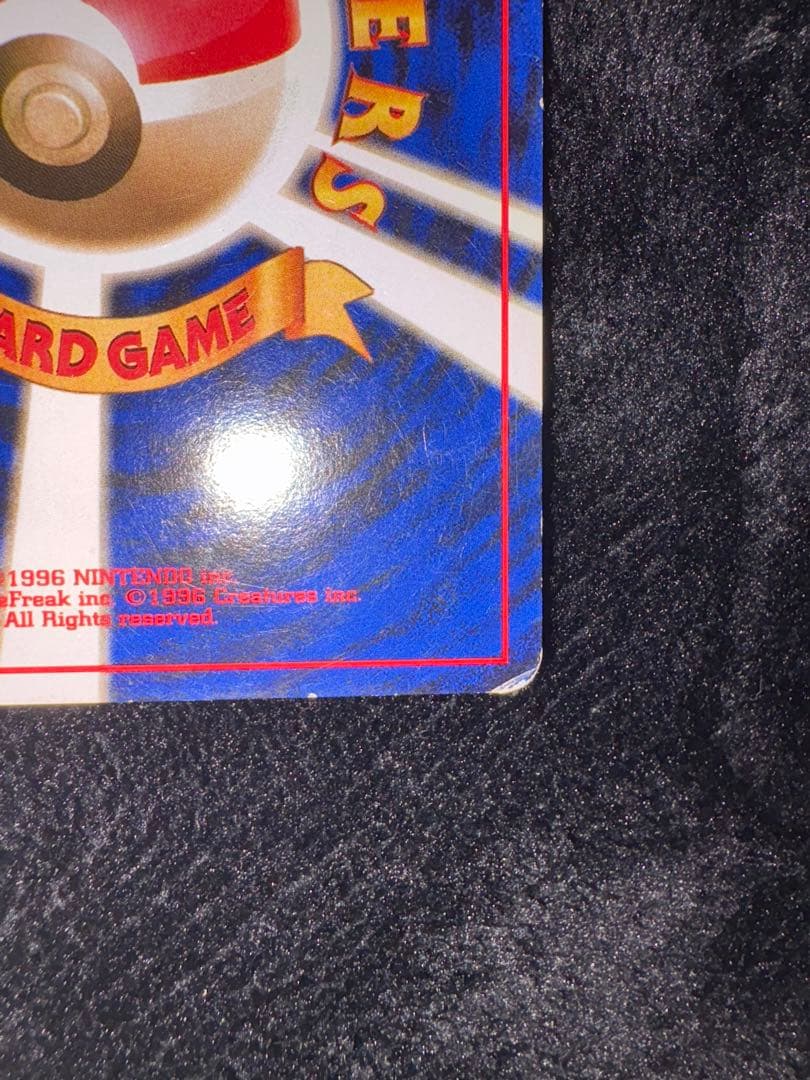 ERS
ARD GAME
©1996 NINTENDO inc.
eFreak inc. ©1996 Creatures inc.
All Rights reserved.